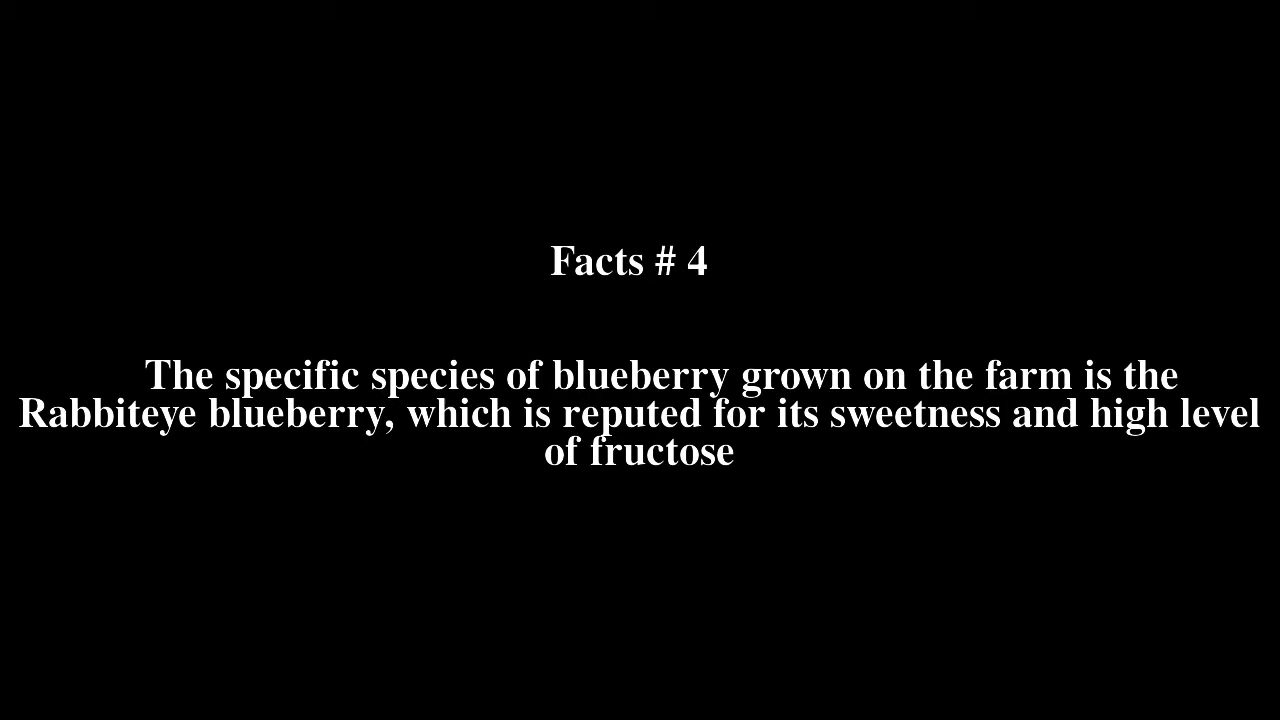 Facts # 4
The specific species of blueberry grown on the farm is the
Rabbiteye blueberry, which is reputed for its sweetness and high level
of fructose